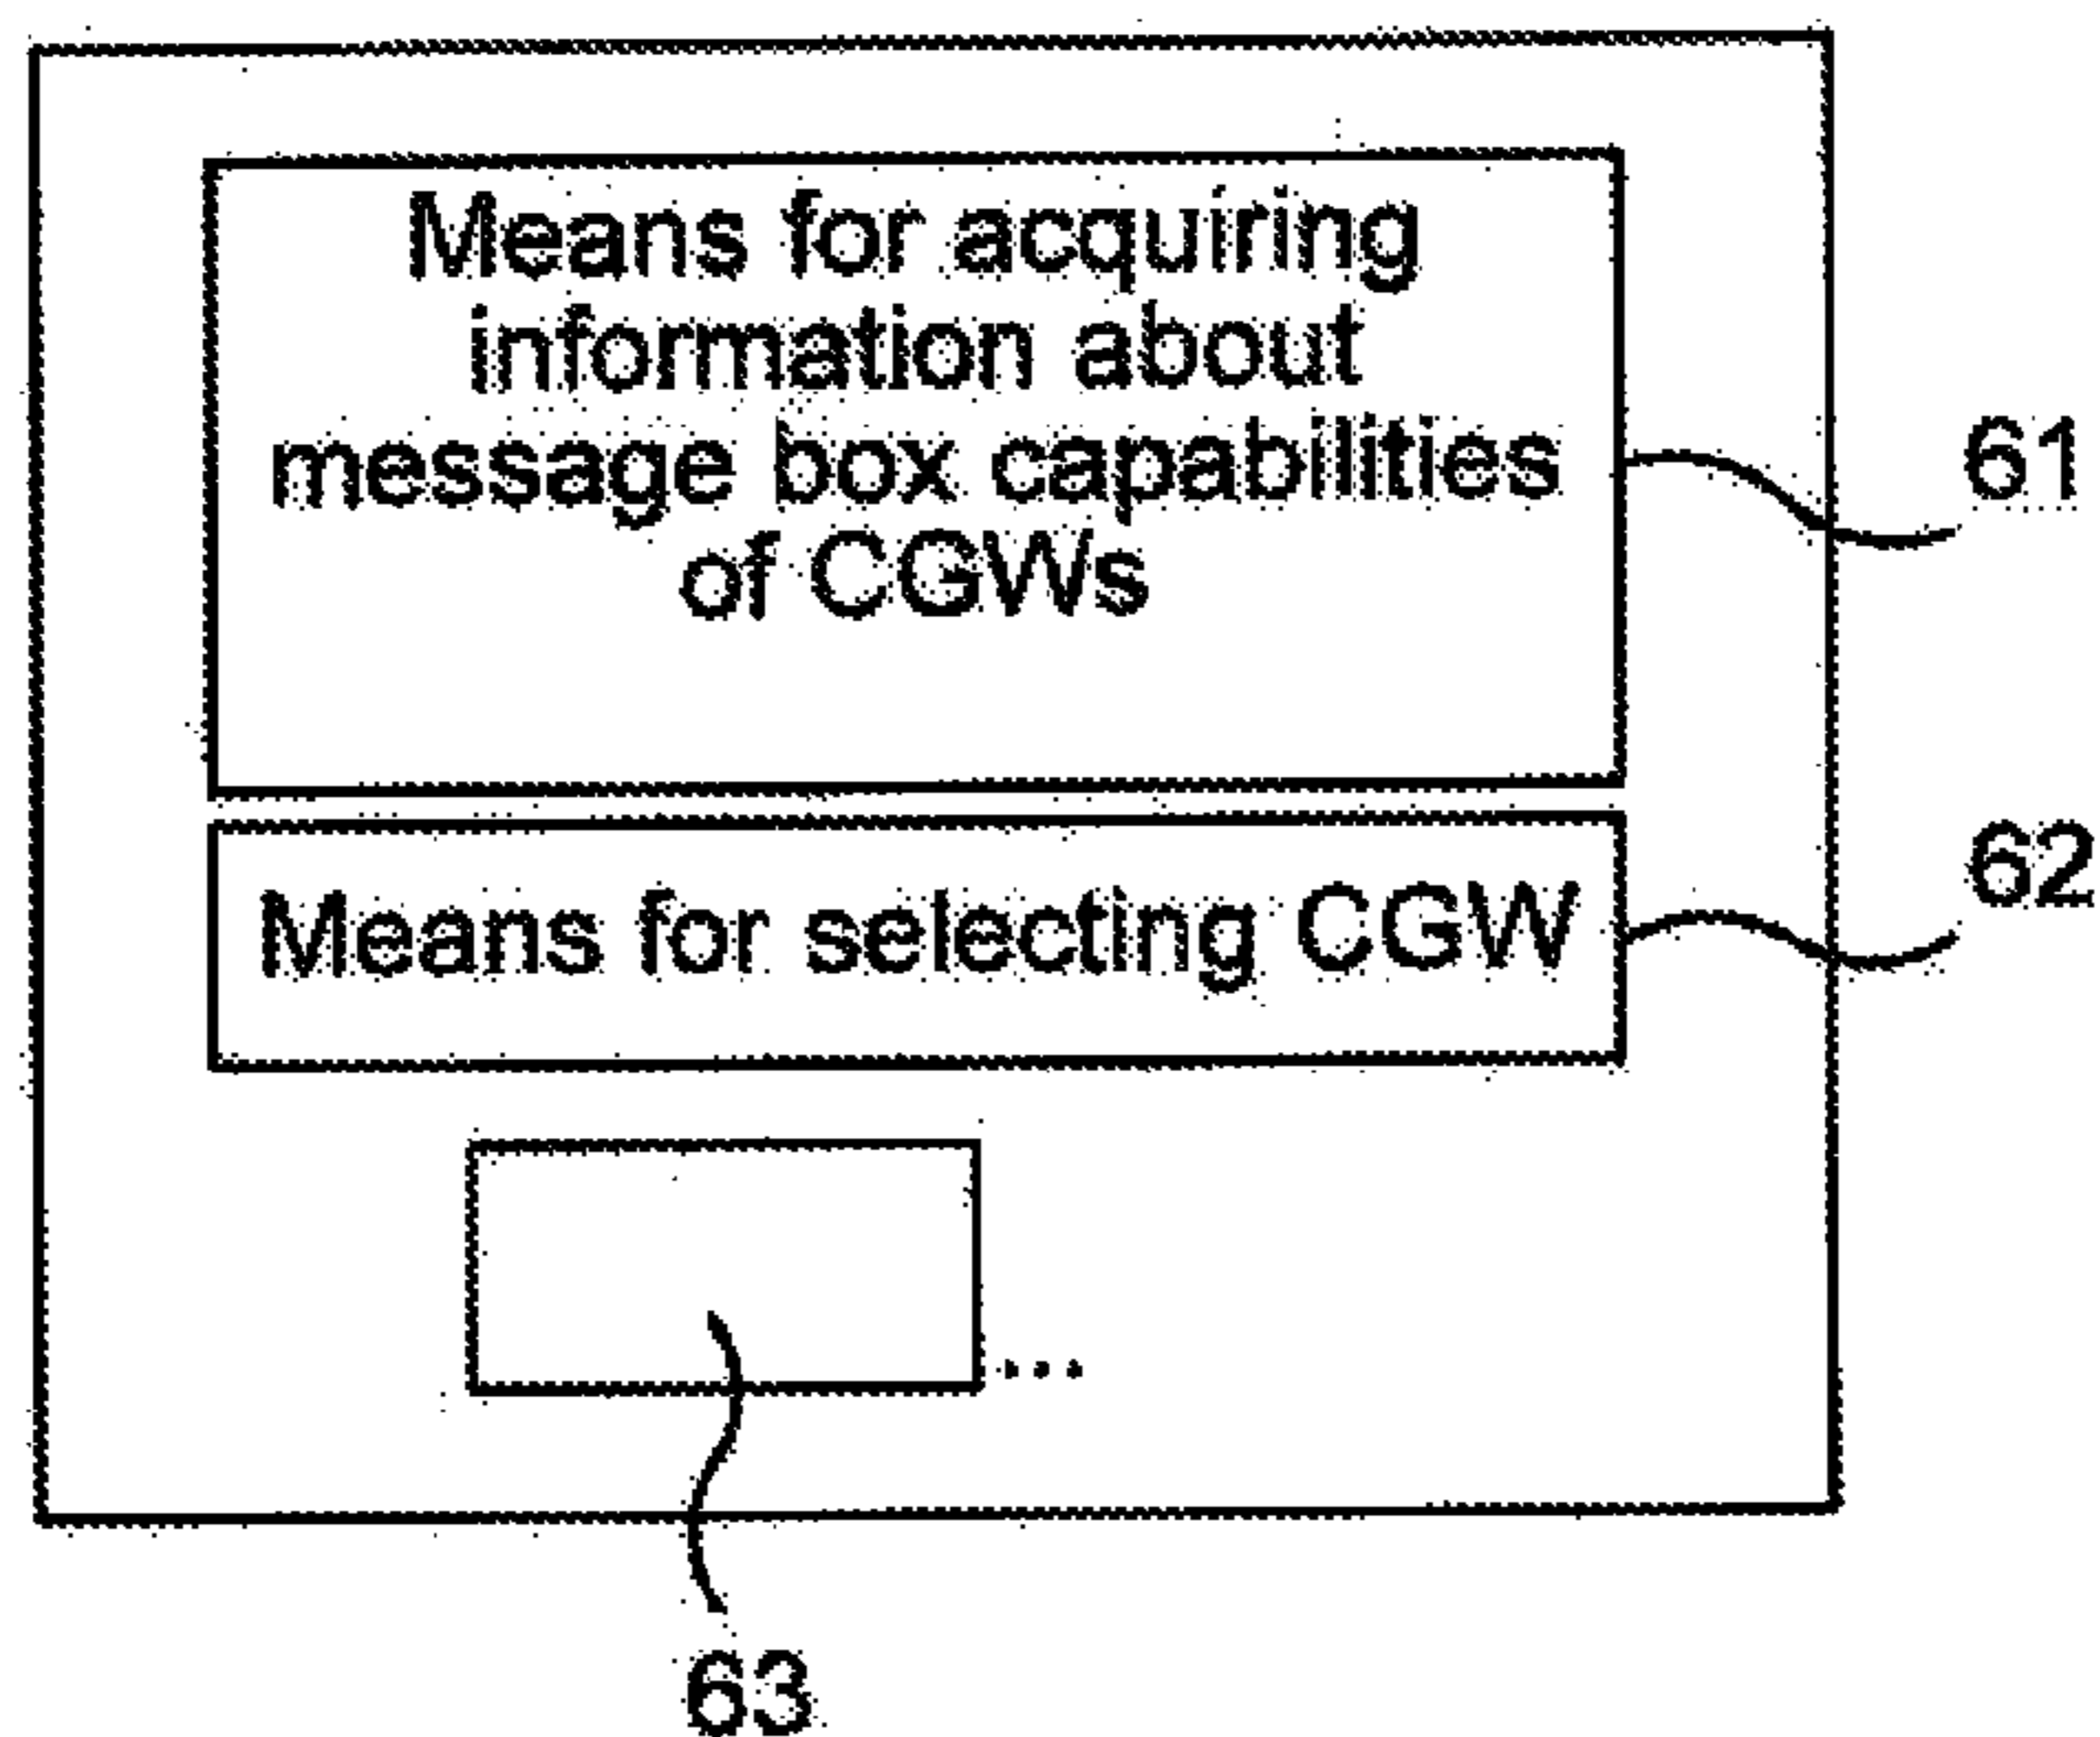 Means for acquiring
information about
message box capabilities
of CGWs
61
Means for selecting CGW
62
...
63